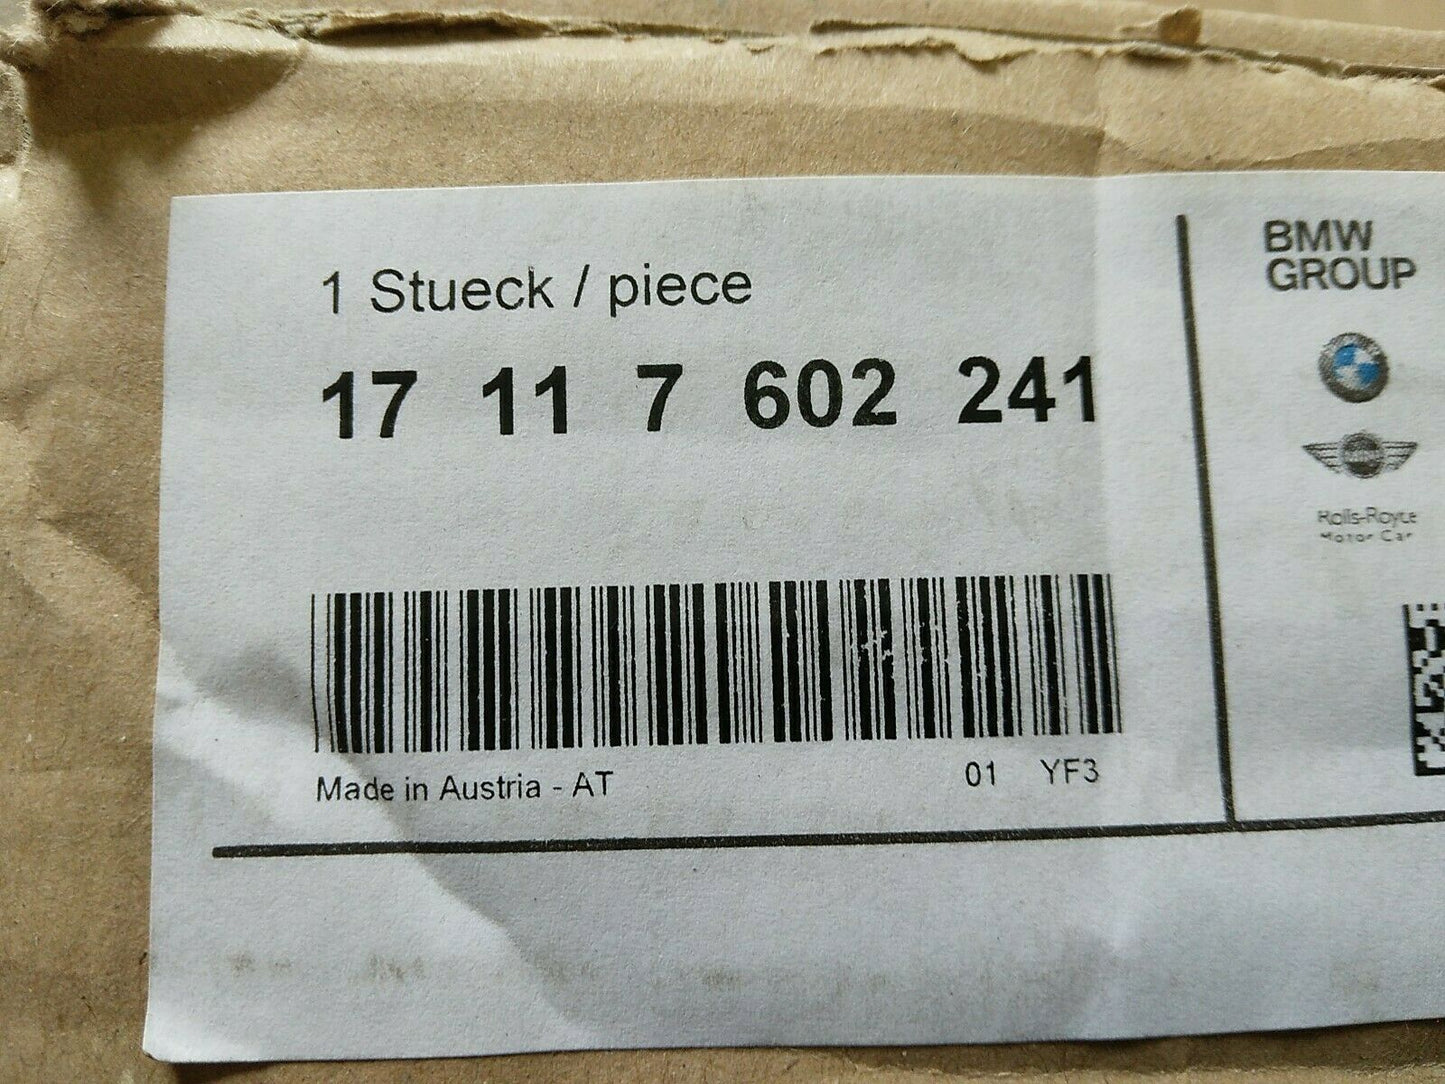 1 Stueck / piece
17 11 7 602 241
Made in Austria - AT
01 YF3
BMW
GROUP
Rolls-Royce
Motor Car